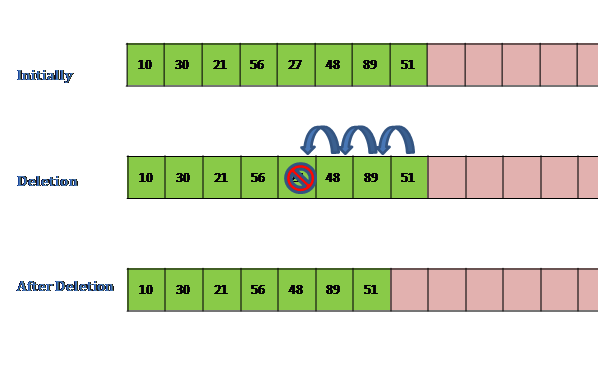 Initially 10 30 21 56 27 48 89 51
Deletion 10 30 21 56 48 89 51
After Deletion 10 30 21 56 48 89 51